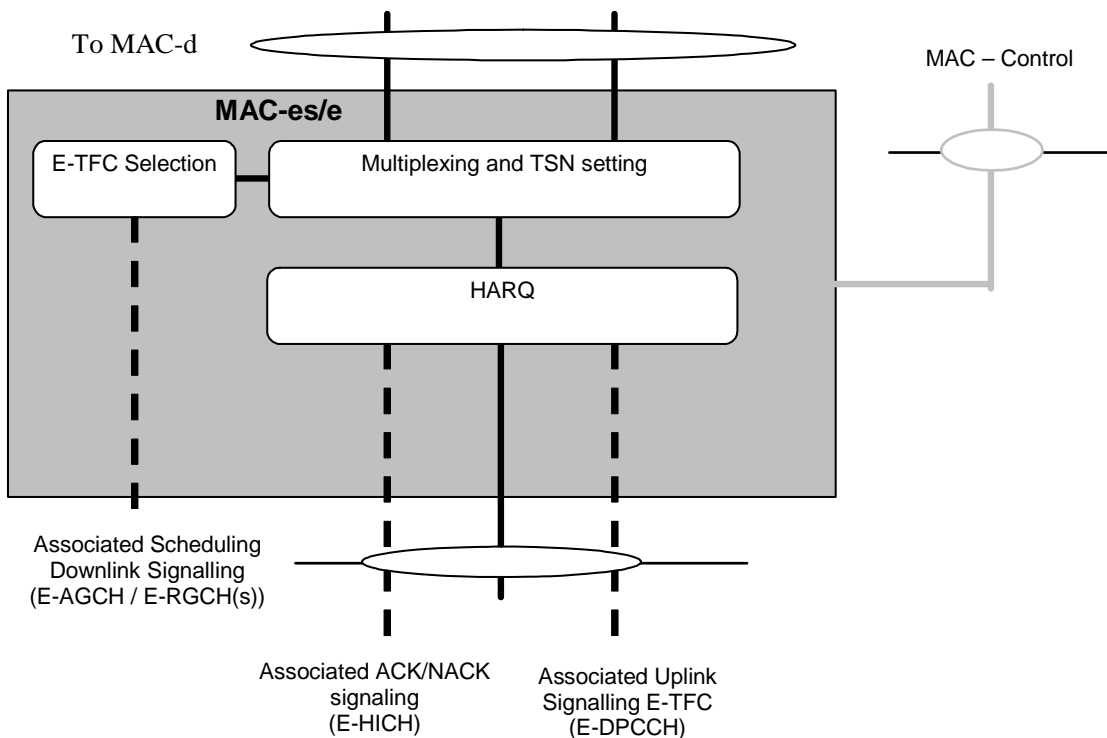 To MAC-d
MAC – Control
MAC-es/e
E-TFC Selection
Multiplexing and TSN setting
HARQ
Associated Scheduling
Downlink Signalling
(E-AGCH / E-RGCH(s))
Associated ACK/NACK
signaling
(E-HICH)
Associated Uplink
Signalling E-TFC
(E-DPCCH)